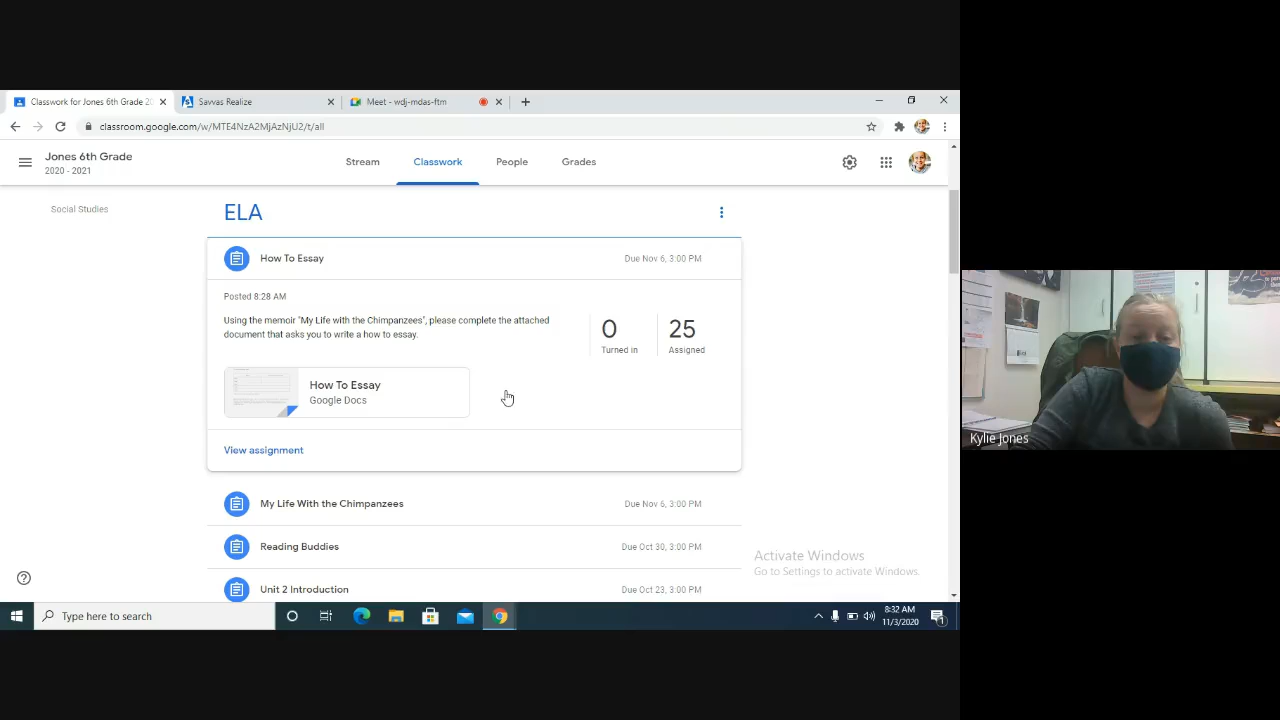 Classwork for Jones 6th Grade 20
Savvas Realize
Meet - wdj-mdas-ftm
classroom.google.com/w/MTE4NzA2MjAzNjU2/t/all
Jones 6th Grade
2020 - 2021
Stream
Classwork
People
Grades
Social Studies
ELA
How To Essay
Due Nov 6, 3:00 PM
Posted 8:28 AM
Using the memoir "My Life with the Chimpanzees", please complete the attached
document that asks you to write a how to essay.
0
Turned in
25
Assigned
How To Essay
Google Docs
View assignment
My Life With the Chimpanzees
Due Nov 6, 3:00 PM
Reading Buddies
Due Oct 30, 3:00 PM
Unit 2 Introduction
Due Oct 23, 3:00 PM
Activate Windows
Go to Settings to activate Windows.
Type here to search
8:32 AM
11/3/2020
1
Kylie Jones